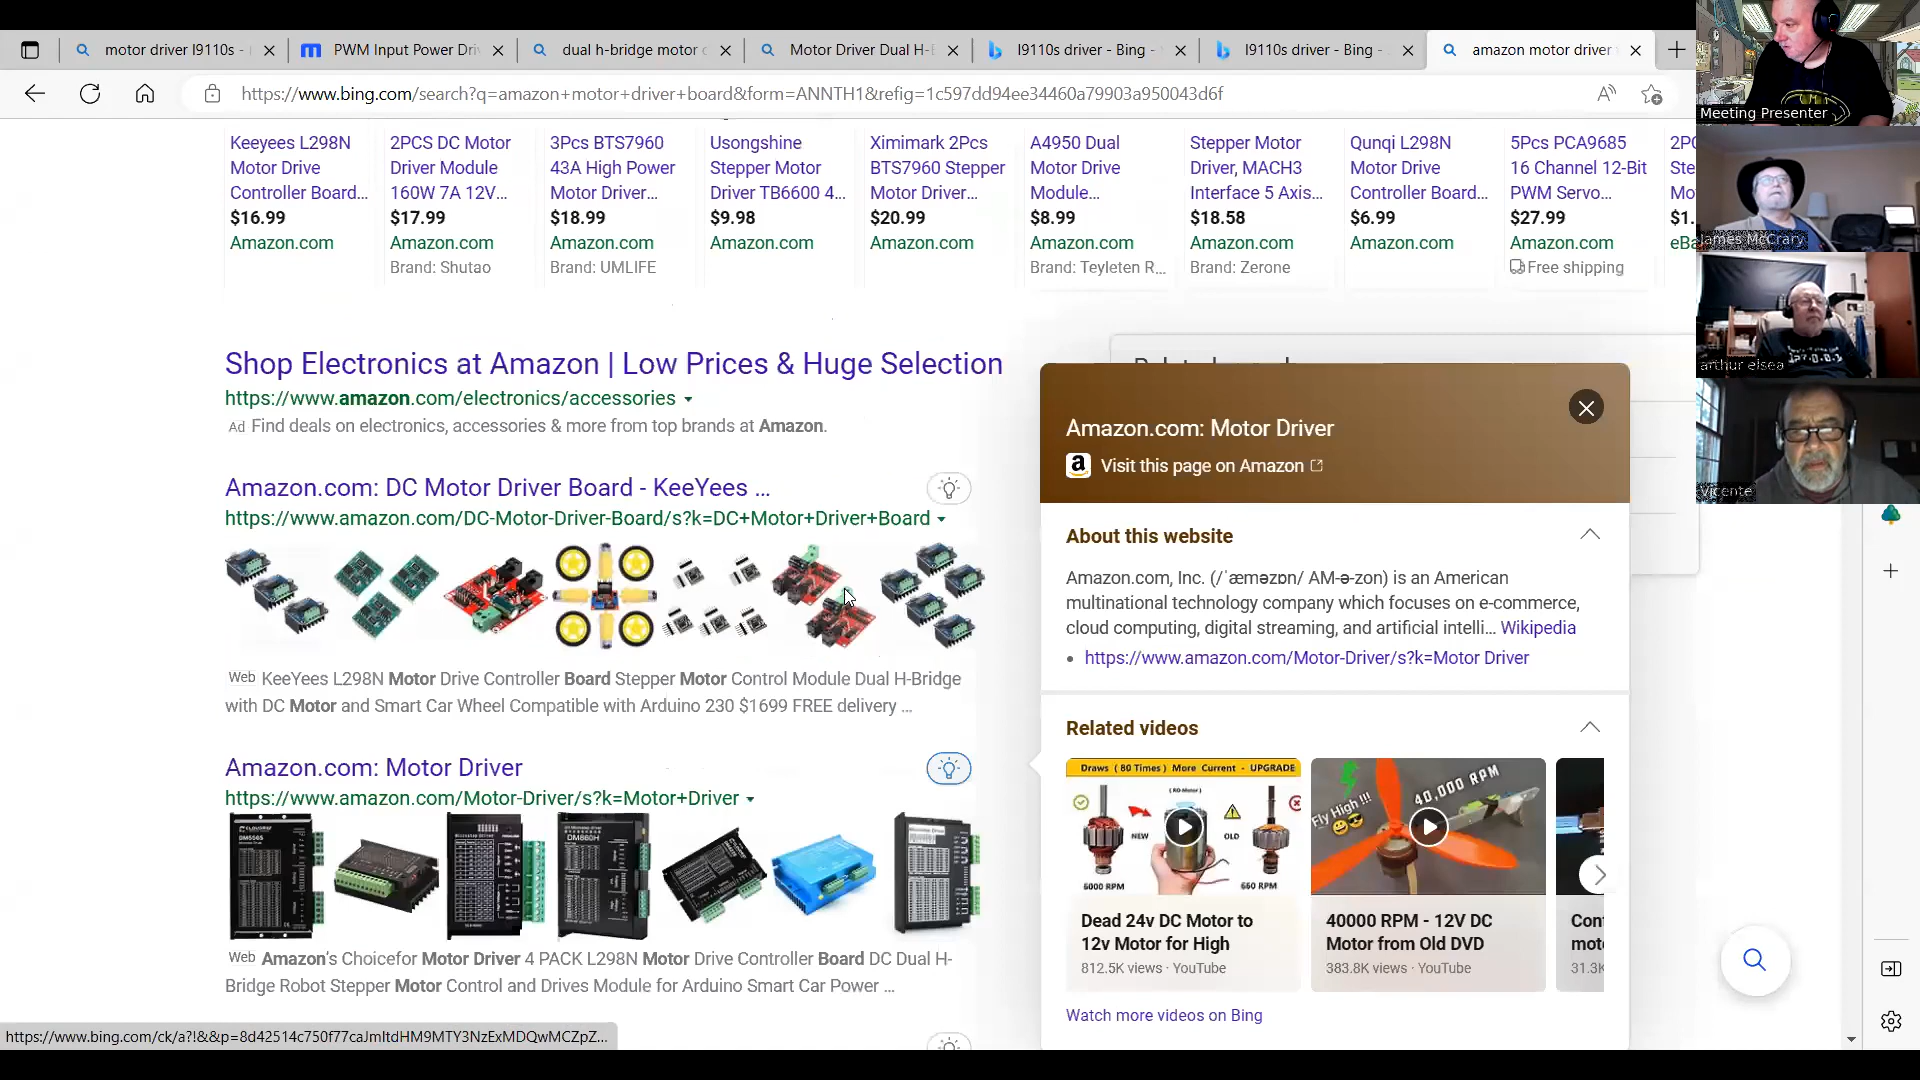 motor driver l9110s -
PWM Input Power Dri
dual h-bridge motor
Motor Driver Dual H-B
l9110s driver - Bing -
l9110s driver - Bing -
amazon motor driver
https://www.bing.com/search?q=amazon+motor+driver+board&form=ANNTH1&refig=1c597dd94ee34460a79903a950043d6f
Meeting Presenter
James McCrary
arthur elsea
Vicente
Keeyees L298N
Motor Drive
Controller Board...
$16.99
Amazon.com
2PCS DC Motor
Driver Module
160W 7A 12V...
$17.99
Amazon.com
Brand: Shutao
3Pcs BTS7960
43A High Power
Motor Driver...
$18.99
Amazon.com
Brand: UMLIFE
Usongshine
Stepper Motor
Driver TB6600 4...
$9.98
Amazon.com
Ximimark 2Pcs
BTS7960 Stepper
Motor Driver...
$20.99
Amazon.com
A4950 Dual
Motor Drive
Module...
$8.99
Amazon.com
Brand: Teyleten R...
Stepper Motor
Driver, MACH3
Interface 5 Axis...
$18.58
Amazon.com
Brand: Zerone
Qunqi L298N
Motor Drive
Controller Board...
$6.99
Amazon.com
5Pcs PCA9685
16 Channel 12-Bit
PWM Servo...
$27.99
Amazon.com
Free shipping
2PC
Ste
Mo
$1.
eBa
Shop Electronics at Amazon | Low Prices & Huge Selection
https://www.amazon.com/electronics/accessories
Ad Find deals on electronics, accessories & more from top brands at Amazon.
Amazon.com: DC Motor Driver Board - KeeYees ...
https://www.amazon.com/DC-Motor-Driver-Board/s?k=DC+Motor+Driver+Board
Web KeeYees L298N Motor Drive Controller Board Stepper Motor Control Module Dual H-Bridge
with DC Motor and Smart Car Wheel Compatible with Arduino 230 $1699 FREE delivery ...
Amazon.com: Motor Driver
https://www.amazon.com/Motor-Driver/s?k=Motor+Driver
Web Amazon's Choicefor Motor Driver 4 PACK L298N Motor Drive Controller Board DC Dual H-
Bridge Robot Stepper Motor Control and Drives Module for Arduino Smart Car Power ...
Amazon.com: Motor Driver
Visit this page on Amazon
About this website
Amazon.com, Inc. (/ˈæməzɒn/ AM-ə-zon) is an American
multinational technology company which focuses on e-commerce,
cloud computing, digital streaming, and artificial intelli... Wikipedia
https://www.amazon.com/Motor-Driver/s?k=Motor Driver
Related videos
Draws ( 80 Times ) More Current - UPGRADE
NEW
OLD
6000 RPM
Fly High !!!
40,000 RPM
Dead 24v DC Motor to
12v Motor for High
812.5K views · YouTube
40000 RPM - 12V DC
Motor from Old DVD
383.8K views · YouTube
Cont
moto
31.3K
Watch more videos on Bing
https://www.bing.com/ck/a?!&&p=8d42514c750f77caJmltdHM9MTY3NzExMDQwMCZpZ...